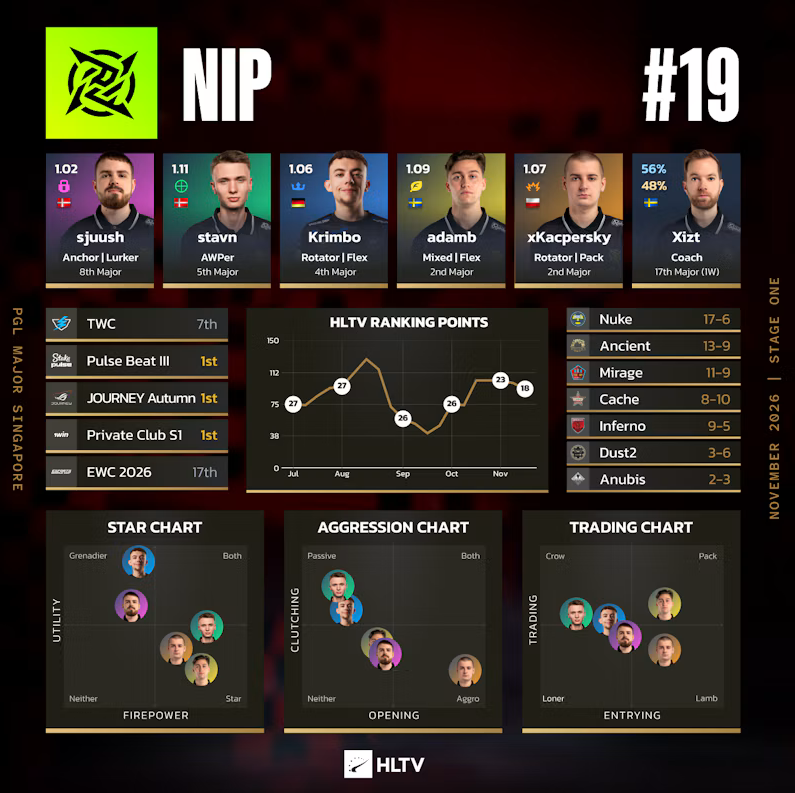 NIP
#19
1.02
sjuush
Anchor | Lurker
8th Major
1.11
stavn
AWPer
5th Major
1.06
Krimbo
Rotator | Flex
4th Major
1.09
adamb
Mixed | Flex
2nd Major
1.07
xKacpersky
Rotator | Pack
2nd Major
56%
48%
Xizt
Coach
17th Major (1W)
PGL MAJOR SINGAPORE
TWC 7th
Pulse Beat III 1st
JOURNEY Autumn 1st
Private Club S1 1st
EWC 2026 17th
HLTV RANKING POINTS
150
112
75
38
0
27
27
26
26
23
18
Jul
Aug
Sep
Oct
Nov
Nuke 17-6
Ancient 13-9
Mirage 11-9
Cache 8-10
Inferno 9-5
Dust2 3-6
Anubis 2-3
NOVEMBER 2026 | STAGE ONE
STAR CHART
Grenadier
Both
UTILITY
Neither
Star
FIREPOWER
AGGRESSION CHART
Passive
Both
CLUTCHING
Neither
Aggro
OPENING
TRADING CHART
Crow
Pack
TRADING
Loner
Lamb
ENTRYING
HLTV